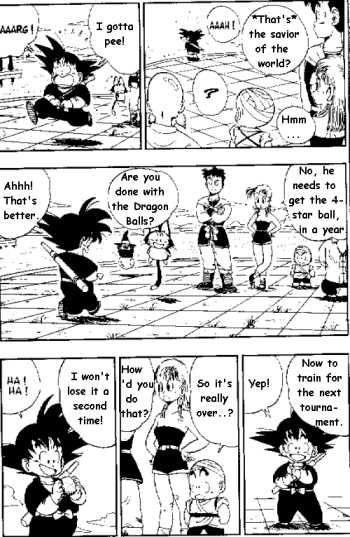 AAARG!
I gotta
pee!
AAAH!
*That's*
the savior
of the
world?
?
Hmm
...
Ahhh!
That's
better.
Are you
done with
the Dragon
Balls?
No, he
needs to
get the 4-
star ball,
in a year
HA!
HA!
I won't
lose it a
second
time!
How
'd you
do
that?
So it's
really
over..?
Yep!
Now to
train for
the next
tourna-
ment.